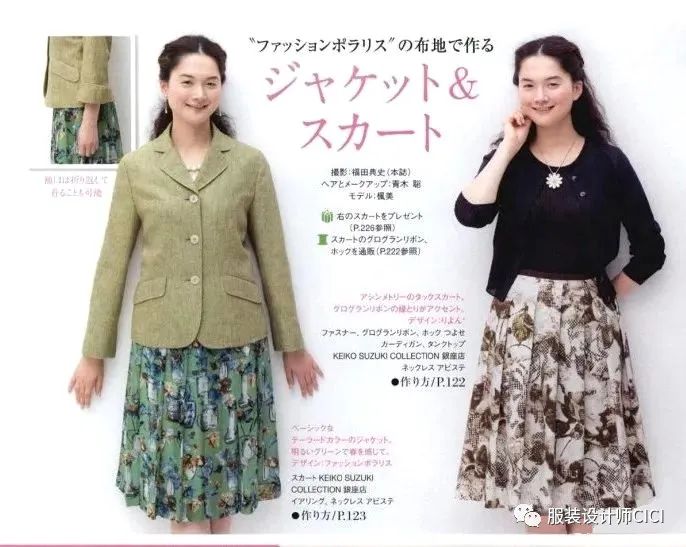 "ファッションポラリス"の布地で作る
ジャケット&
スカート
袖口は折り返して
着ることも可能
撮影:福田典史(本誌)
ヘアとメークアップ:青木 聡
モデル:楓美
右のスカートをプレゼント
(P.226参照)
スカートのグログランリボン、
ホックを通販(P.222参照)
アシンメトリーのタックスカート。
グログランリボンの縁とりがアクセント。
デザイン:りよん*
ファスナー、グログランリボン、ホック つよせ
カーディガン、タンクトップ
KEIKO SUZUKI COLLECTION 銀座店
ネックレス アビステ
●作り方/P.122
ベーシックな
テーラードカラーのジャケット。
明るいグリーンで春を感じて。
デザイン:ファッションポラリス
スカート KEIKO SUZUKI
COLLECTION 銀座店
イアリング、ネックレス アビステ
●作り方/P.123
服装设计师CICI